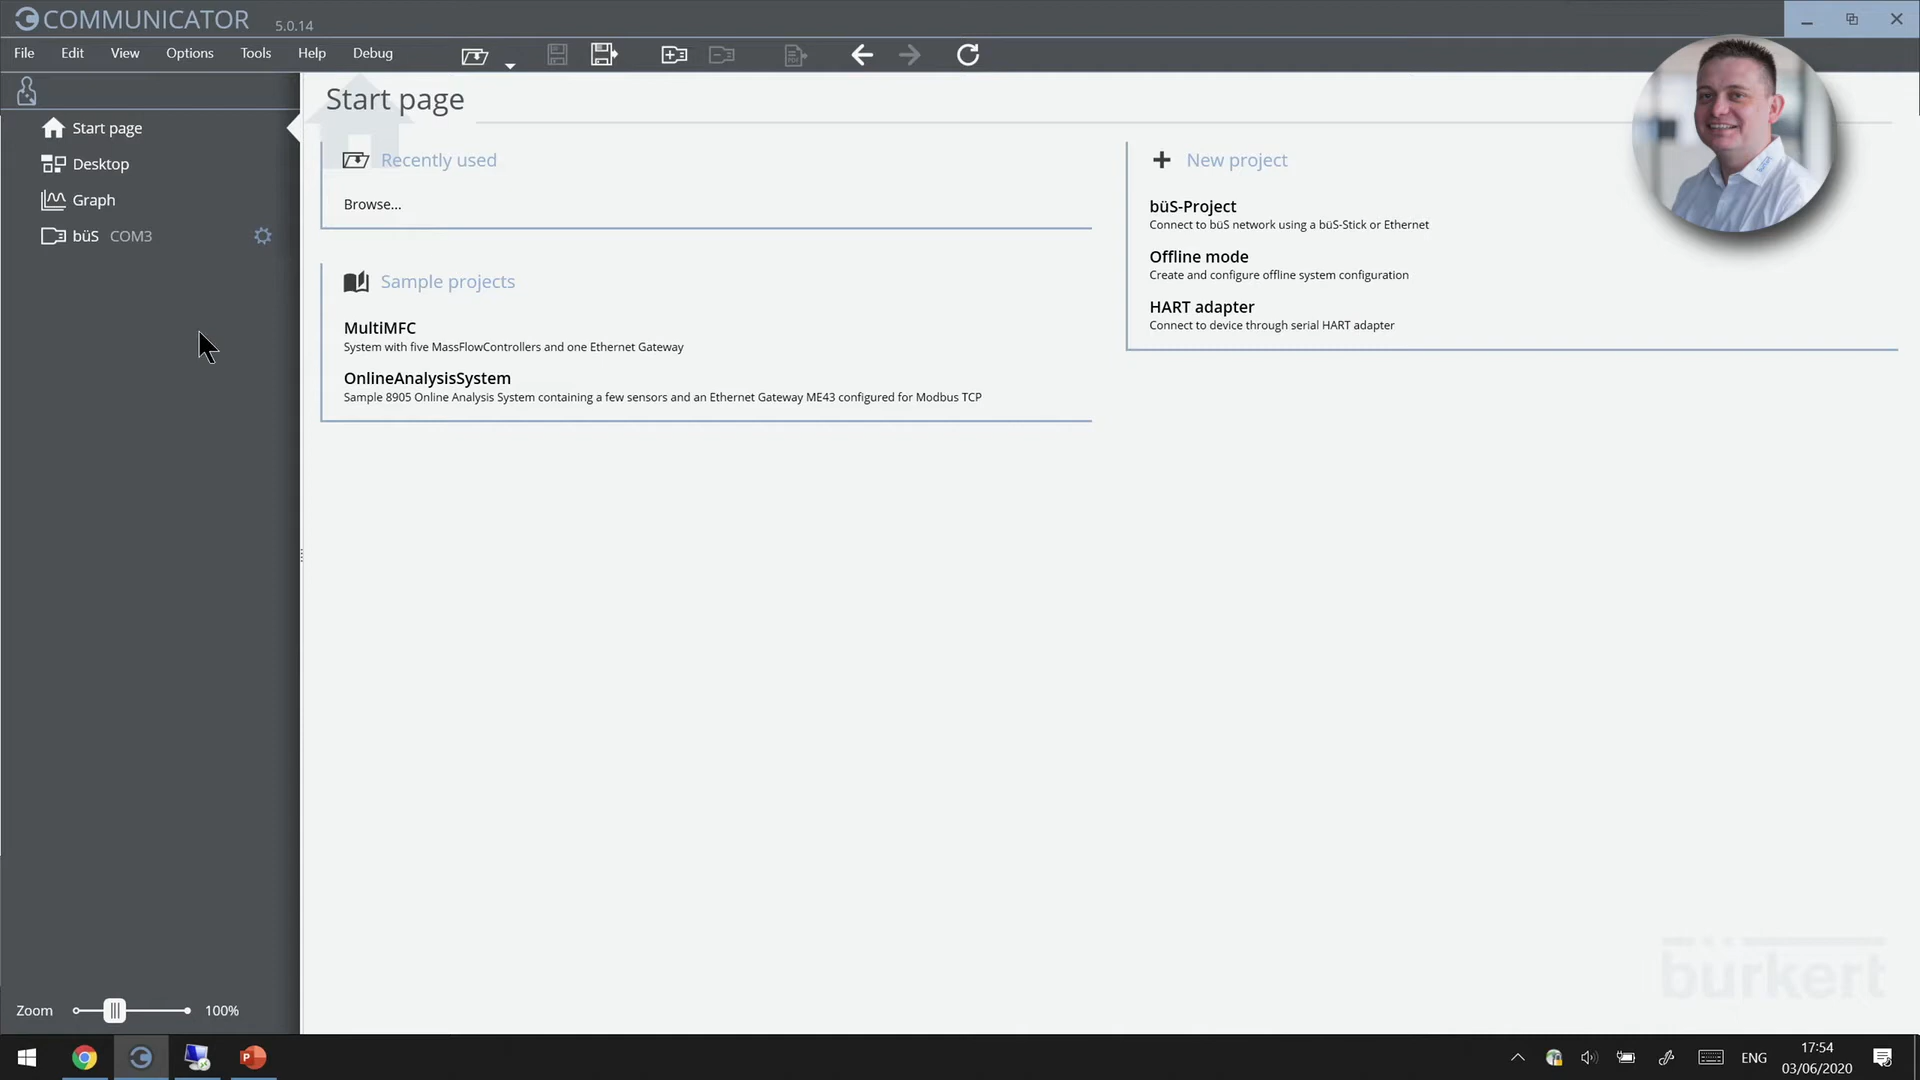 COMMUNICATOR 5.0.14
File Edit View Options Tools Help Debug
Start page
Desktop
Graph
büS COM3
Zoom 100%
Start page
Recently used
Browse...
Sample projects
MultiMFC
System with five MassFlowControllers and one Ethernet Gateway
OnlineAnalysisSystem
Sample 8905 Online Analysis System containing a few sensors and an Ethernet Gateway ME43 configured for Modbus TCP
New project
büS-Project
Connect to büS network using a büS-Stick or Ethernet
Offline mode
Create and configure offline system configuration
HART adapter
Connect to device through serial HART adapter
burkert
ENG
17:54
03/06/2020